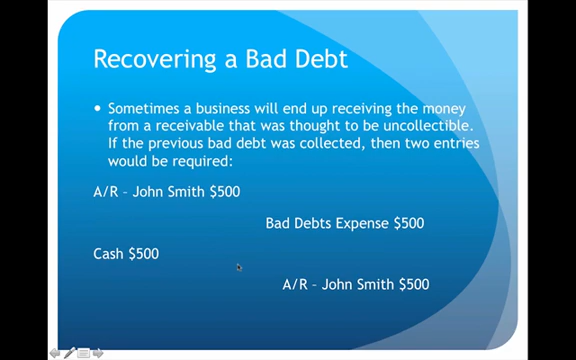 Recovering a Bad Debt
• Sometimes a business will end up receiving the money
from a receivable that was thought to be uncollectible.
If the previous bad debt was collected, then two entries
would be required:
A/R – John Smith $500
Bad Debts Expense $500
Cash $500
A/R – John Smith $500